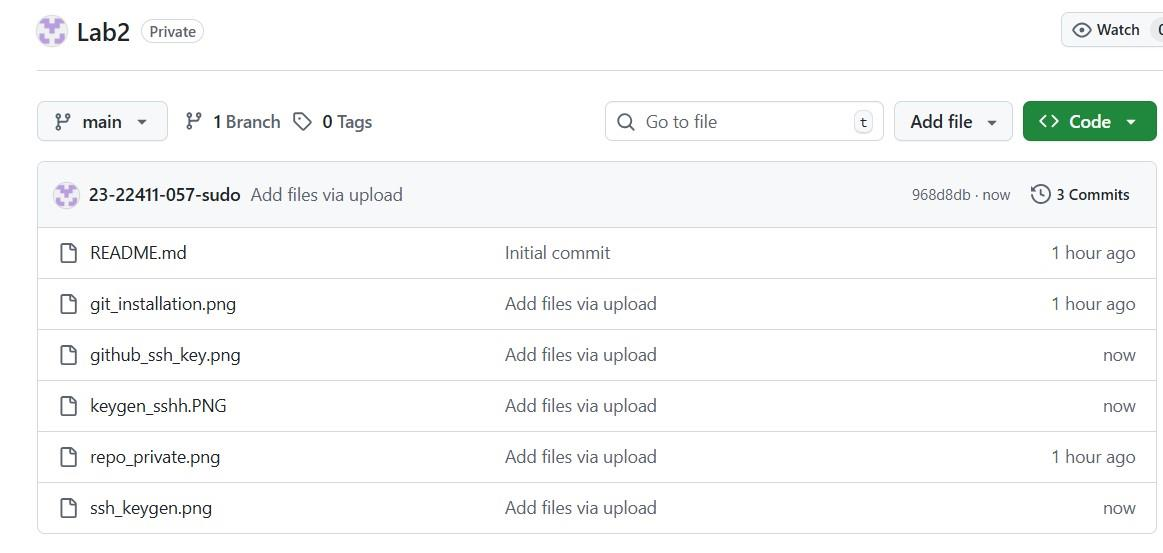 Lab2 Private Watch
main 1 Branch 0 Tags Go to file t Add file Code
23-22411-057-sudo Add files via upload 968d8db · now 3 Commits
README.md Initial commit 1 hour ago
git_installation.png Add files via upload 1 hour ago
github_ssh_key.png Add files via upload now
keygen_sshh.PNG Add files via upload now
repo_private.png Add files via upload 1 hour ago
ssh_keygen.png Add files via upload now